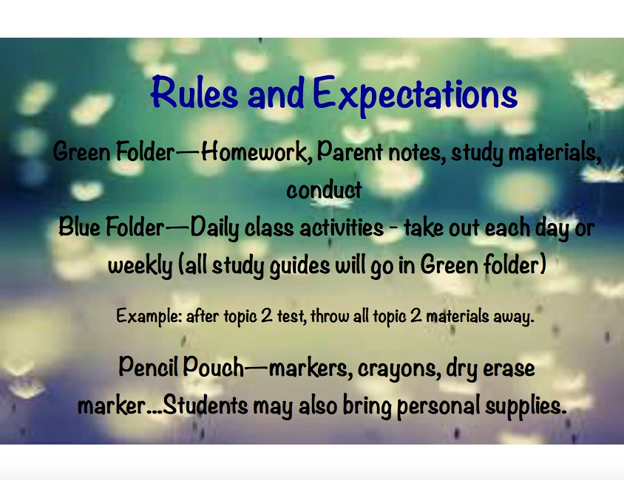 Rules and Expectations
Green Folder—Homework, Parent notes, study materials,
conduct
Blue Folder—Daily class activities - take out each day or
weekly (all study guides will go in Green folder)
Example: after topic 2 test, throw all topic 2 materials away.
Pencil Pouch—markers, crayons, dry erase
marker...Students may also bring personal supplies.